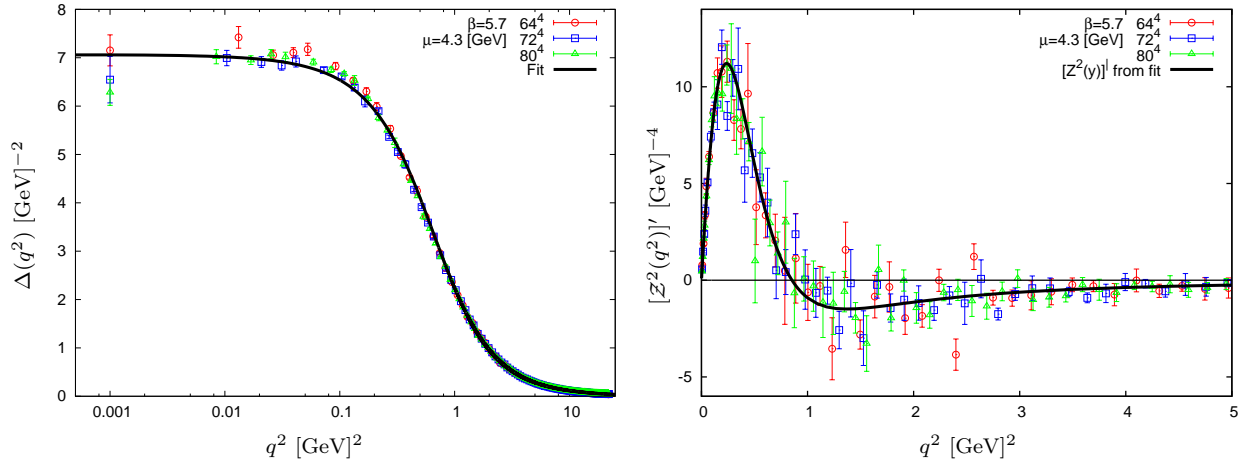 β=5.7 64⁴
μ=4.3 [GeV] 72⁴
80⁴
Fit
8
7
6
5
4
3
2
1
0
0.001
0.01
0.1
1
10
Δ(q²) [GeV]⁻²
q² [GeV]²
β=5.7 64⁴
μ=4.3 [GeV] 72⁴
80⁴
[Z²(y)]| from fit
10
5
0
-5
0
1
2
3
4
5
[Z²(q²)]′ [GeV]⁻⁴
q² [GeV]²